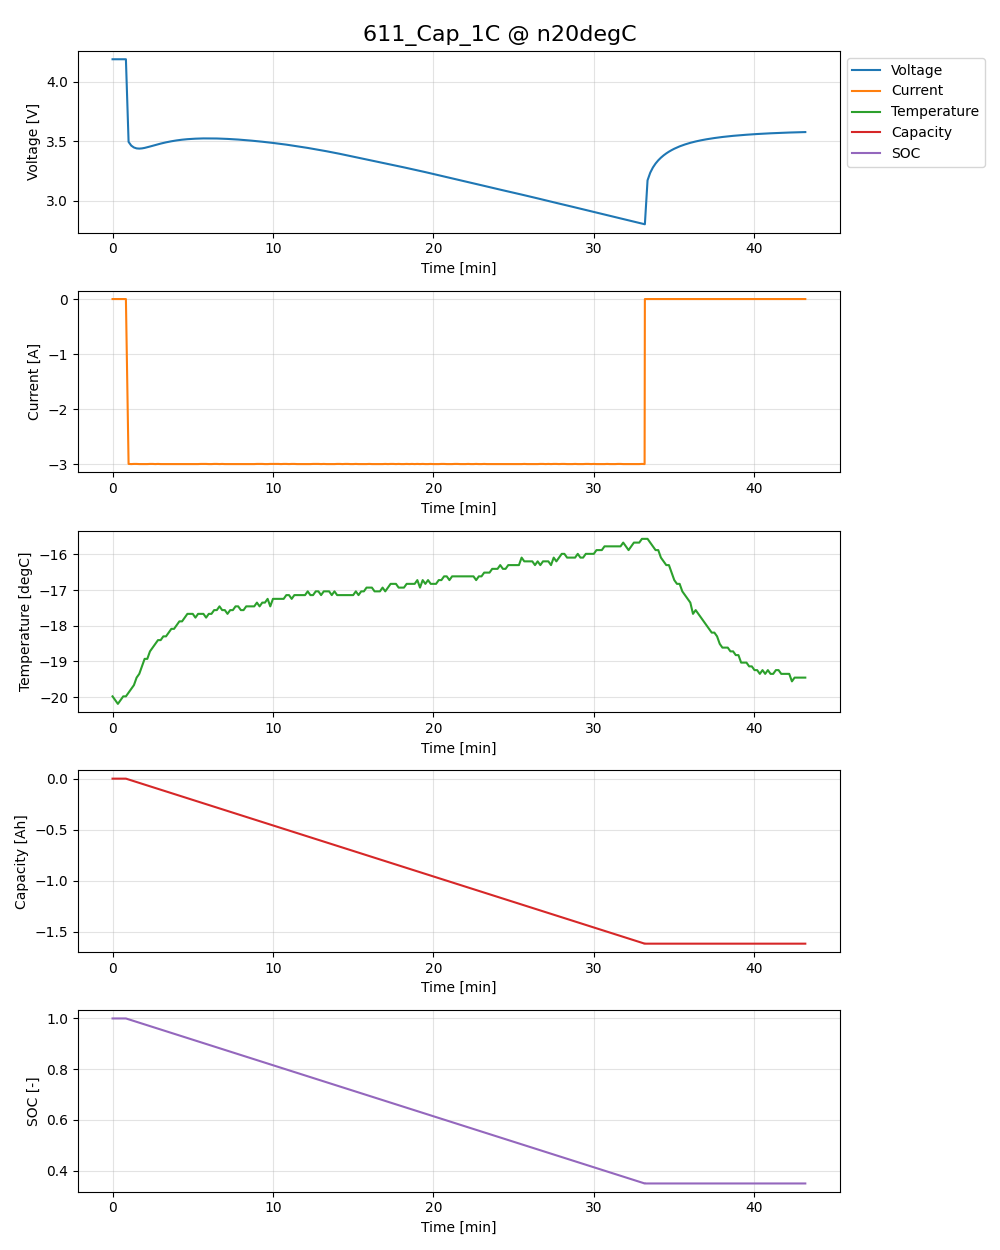 611_Cap_1C @ n20degC
Voltage
Current
Temperature
Capacity
SOC
Voltage [V]
4.0
3.5
3.0
0 10 20 30 40
Time [min]
Current [A]
0
−1
−2
−3
0 10 20 30 40
Time [min]
Temperature [degC]
−16
−17
−18
−19
−20
0 10 20 30 40
Time [min]
Capacity [Ah]
0.0
−0.5
−1.0
−1.5
0 10 20 30 40
Time [min]
SOC [-]
1.0
0.8
0.6
0.4
0 10 20 30 40
Time [min]